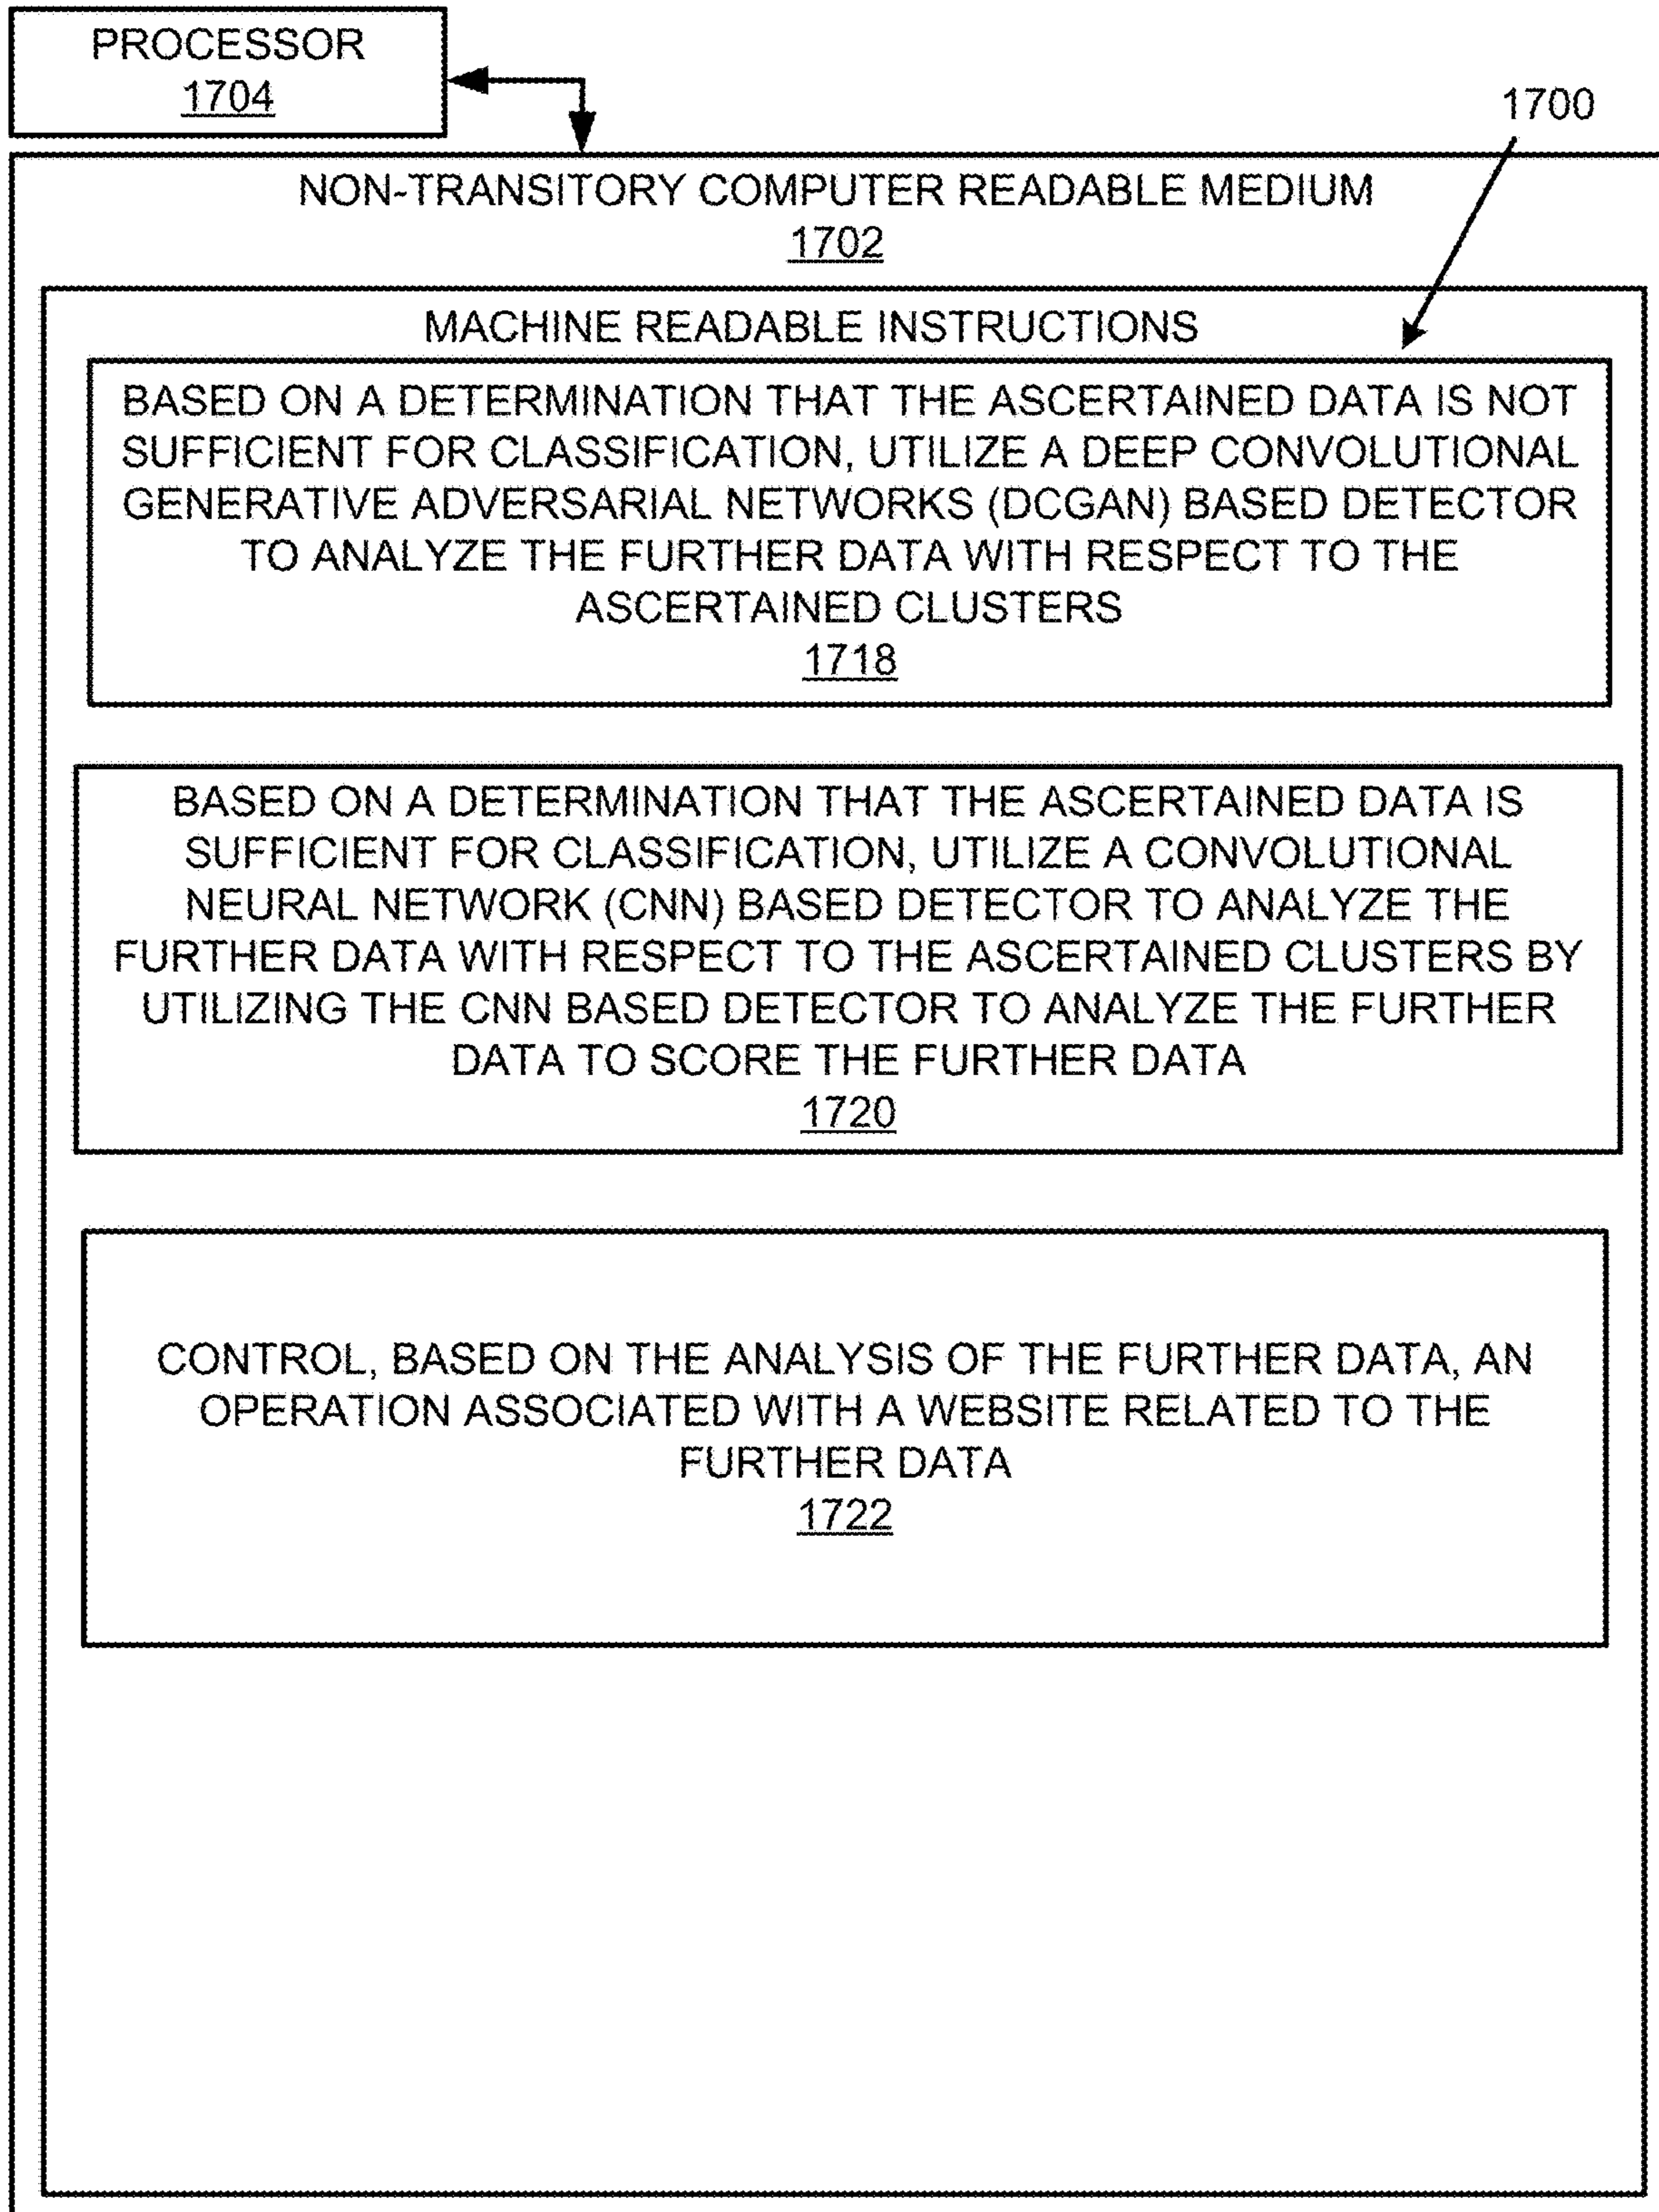 PROCESSOR
1704
1700
NON-TRANSITORY COMPUTER READABLE MEDIUM
1702
MACHINE READABLE INSTRUCTIONS
BASED ON A DETERMINATION THAT THE ASCERTAINED DATA IS NOT
SUFFICIENT FOR CLASSIFICATION, UTILIZE A DEEP CONVOLUTIONAL
GENERATIVE ADVERSARIAL NETWORKS (DCGAN) BASED DETECTOR
TO ANALYZE THE FURTHER DATA WITH RESPECT TO THE
ASCERTAINED CLUSTERS
1718
BASED ON A DETERMINATION THAT THE ASCERTAINED DATA IS
SUFFICIENT FOR CLASSIFICATION, UTILIZE A CONVOLUTIONAL
NEURAL NETWORK (CNN) BASED DETECTOR TO ANALYZE THE
FURTHER DATA WITH RESPECT TO THE ASCERTAINED CLUSTERS BY
UTILIZING THE CNN BASED DETECTOR TO ANALYZE THE FURTHER
DATA TO SCORE THE FURTHER DATA
1720
CONTROL, BASED ON THE ANALYSIS OF THE FURTHER DATA, AN
OPERATION ASSOCIATED WITH A WEBSITE RELATED TO THE
FURTHER DATA
1722